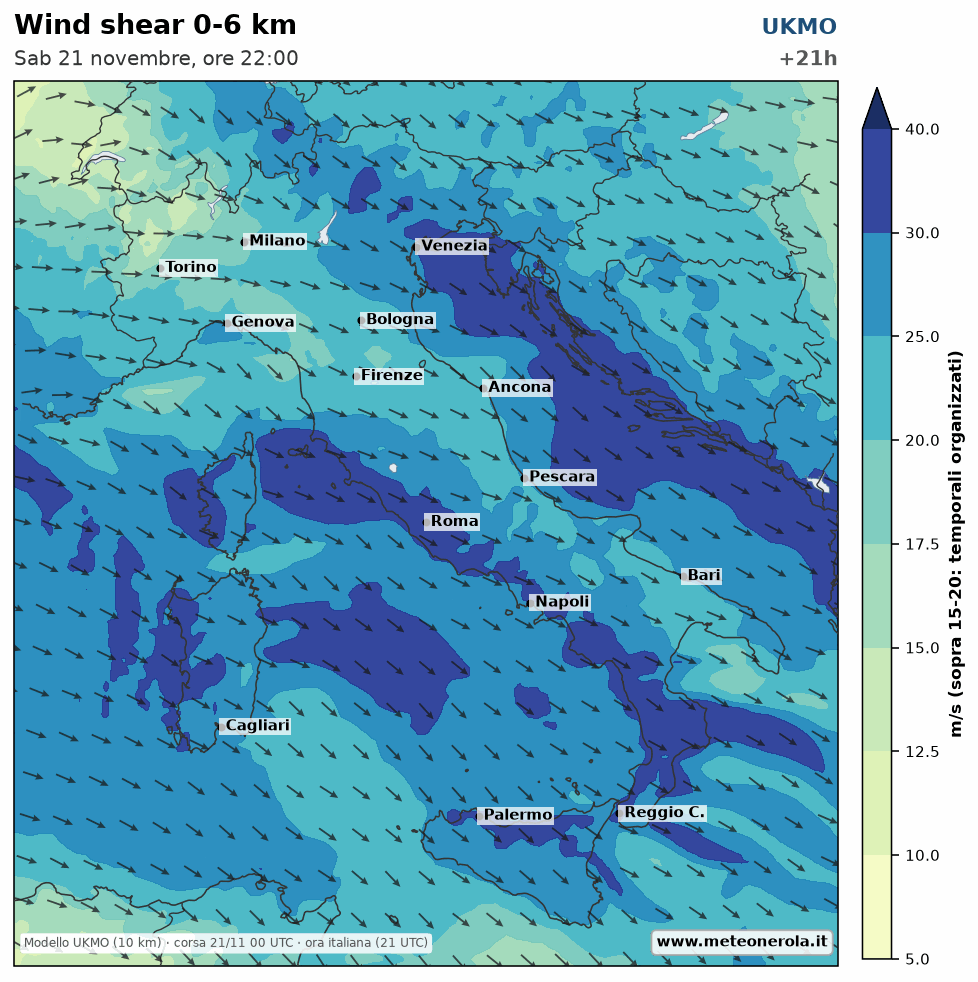 Wind shear 0-6 km
UKMO
Sab 21 novembre, ore 22:00
+21h
40.0
30.0
25.0
20.0
17.5
15.0
12.5
10.0
5.0
m/s (sopra 15-20: temporali organizzati)
Milano
Venezia
Torino
Genova
Bologna
Firenze
Ancona
Pescara
Roma
Bari
Napoli
Cagliari
Palermo
Reggio C.
Modello UKMO (10 km) · corsa 21/11 00 UTC · ora italiana (21 UTC)
www.meteonerola.it